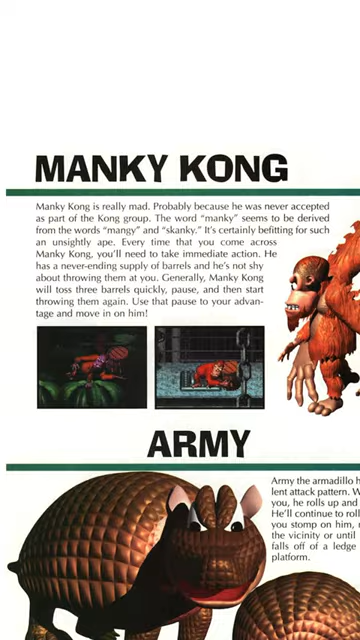 MANKY KONG
Manky Kong is really mad. Probably because he was never accepted
as part of the Kong group. The word “manky” seems to be derived
from the words “mangy” and “skanky.” It’s certainly befitting for such
an unsightly ape. Every time that you come across
Manky Kong, you’ll need to take immediate action. He
has a never-ending supply of barrels and he’s not shy
about throwing them at you. Generally, Manky Kong
will toss three barrels quickly, pause, and then start
throwing them again. Use that pause to your advan-
tage and move in on him!
ARMY
Army the armadillo h
lent attack pattern. W
you, he rolls up and
He’ll continue to roll
you stomp on him,
the vicinity or until
falls off of a ledge
platform.